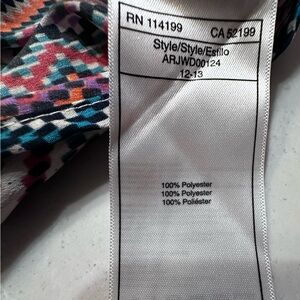 RN 114199 CA 52199
Style/Style/Estilo
ARJWD00124
12-13
100% Polyester
100% Polyester
100% Poliéster